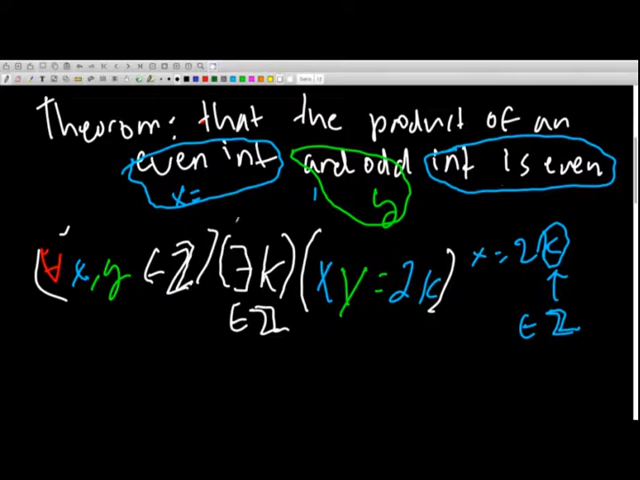 Theorom: that the product of an
even int and odd int is even
x= y
(∀ x,y ∈ ℤ)(∃k)(xy=2k) x=2k
∈ℤ ∈ ℤ